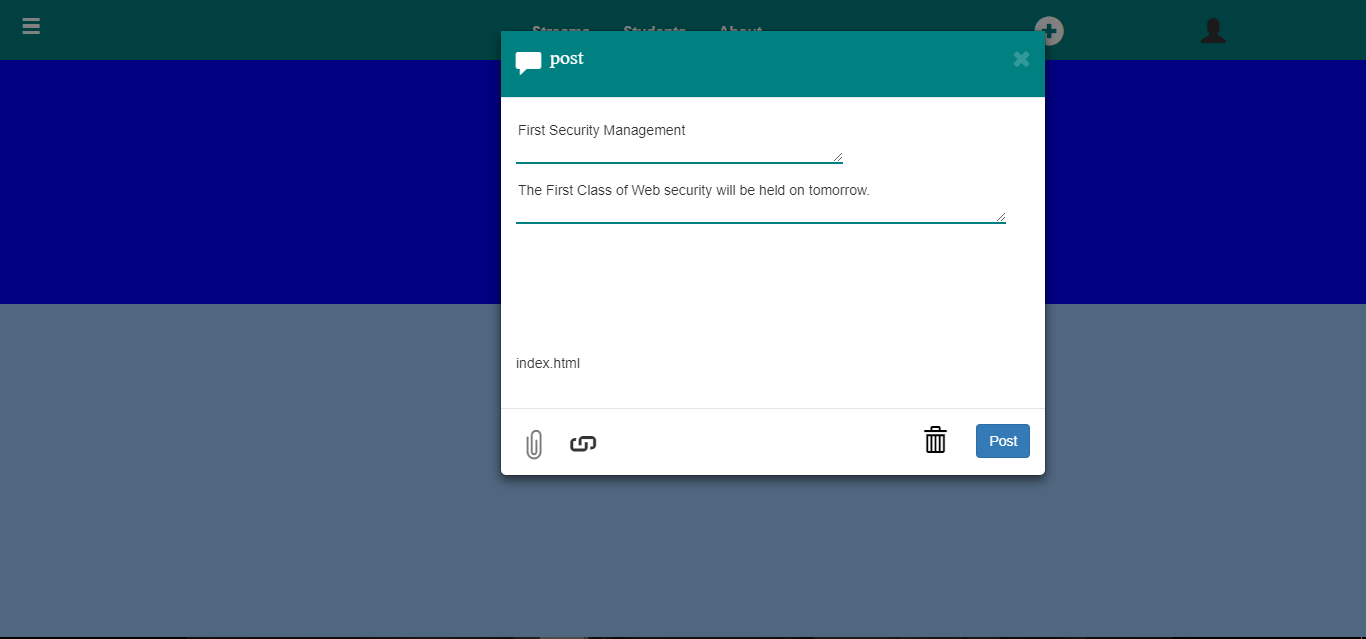 Streams Students About
post
First Security Management
The First Class of Web security will be held on tomorrow.
index.html
Post